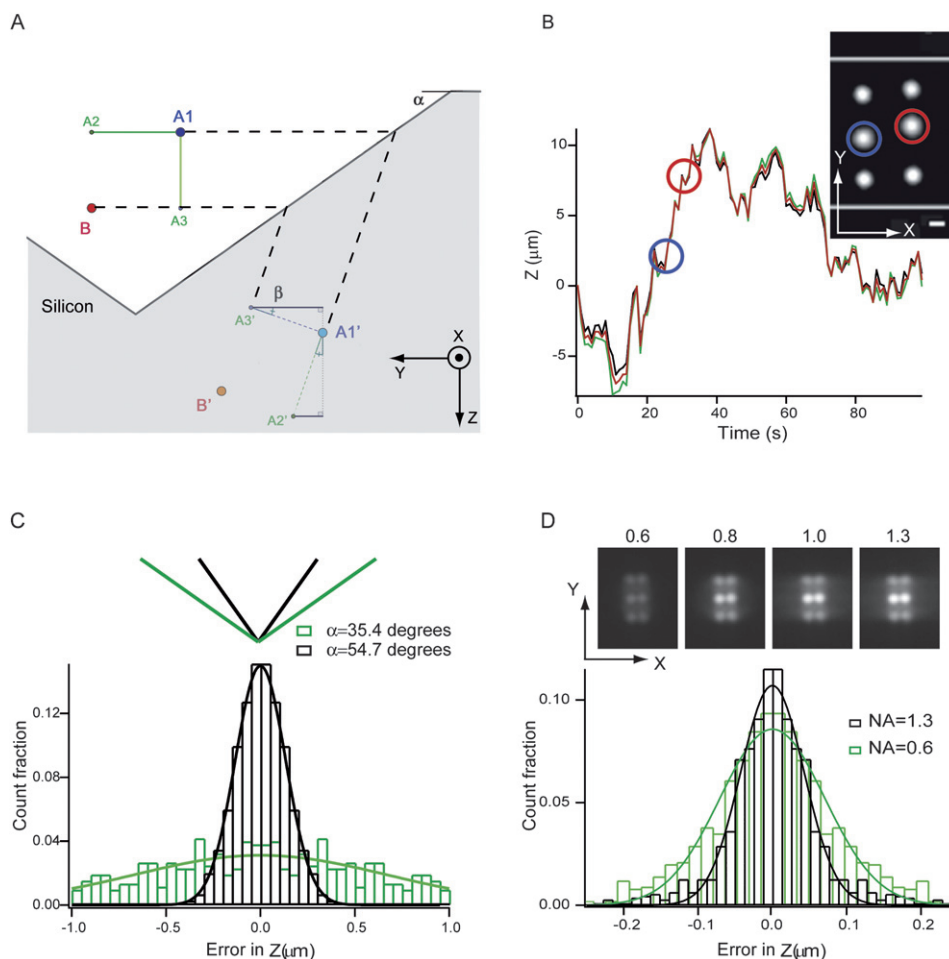 A
α
A2
A1
B
A3
Silicon
β
A3'
A1'
X
Y
Z
B'
A2'
B
Y
X
10
5
0
-5
Z (μm)
0
20
40
60
80
Time (s)
C
α=35.4 degrees
α=54.7 degrees
0.12
0.08
0.04
0.00
Count fraction
-1.0
-0.5
0.0
0.5
1.0
Error in Z(μm)
D
0.6
0.8
1.0
1.3
Y
X
NA=1.3
NA=0.6
0.10
0.05
0.00
Count fraction
-0.2
-0.1
0.0
0.1
0.2
Error in Z(μm)